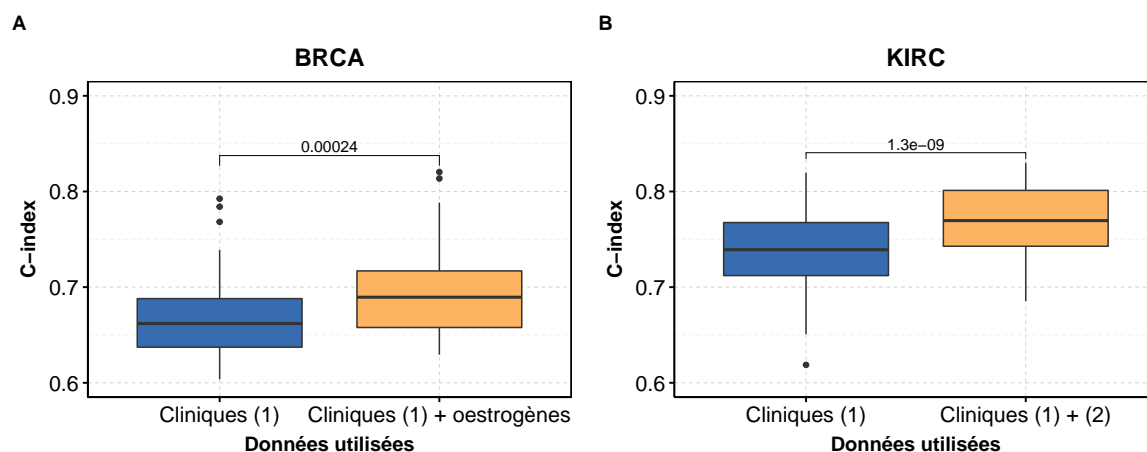 A
BRCA
C−index
0.9
0.8
0.7
0.6
0.00024
Cliniques (1)
Cliniques (1) + oestrogènes
Données utilisées
B
KIRC
C−index
0.9
0.8
0.7
0.6
1.3e−09
Cliniques (1)
Cliniques (1) + (2)
Données utilisées